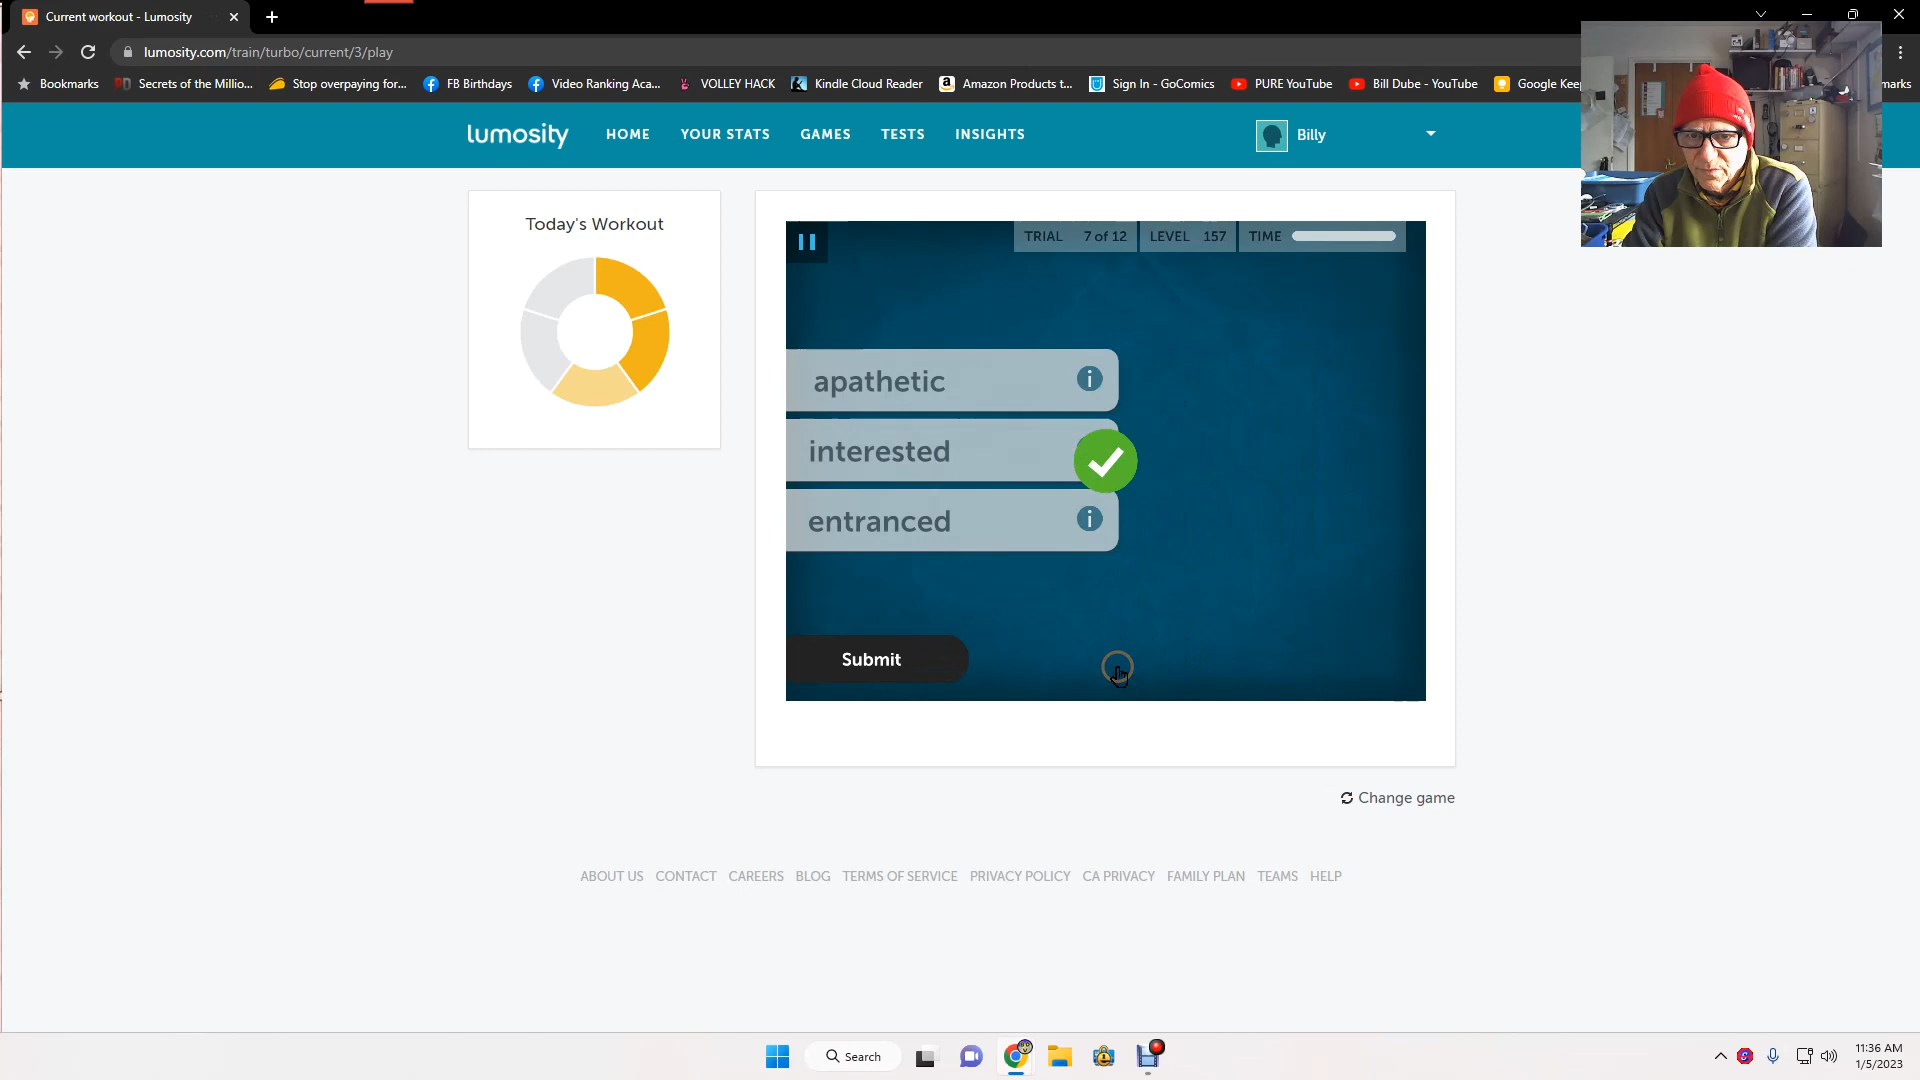 Current workout - Lumosity
lumosity.com/train/turbo/current/3/play
Bookmarks
Secrets of the Millio...
Stop overpaying for...
FB Birthdays
Video Ranking Aca...
VOLLEY HACK
Kindle Cloud Reader
Amazon Products t...
Sign In - GoComics
PURE YouTube
Bill Dube - YouTube
Google Keep
marks
lumosity
HOME
YOUR STATS
GAMES
TESTS
INSIGHTS
Billy
Today's Workout
TRIAL 7 of 12
LEVEL 157
TIME
apathetic
interested
entranced
Submit
Change game
ABOUT US CONTACT CAREERS BLOG TERMS OF SERVICE PRIVACY POLICY CA PRIVACY FAMILY PLAN TEAMS HELP
Search
11:36 AM
1/5/2023